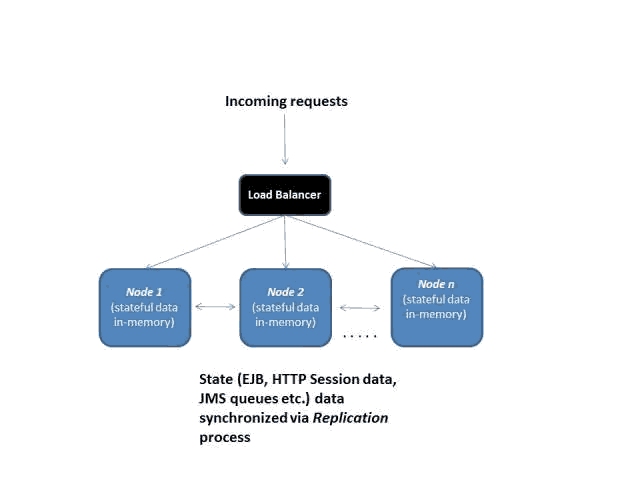 Incoming requests
Load Balancer
Node 1
(stateful data
in-memory)
Node 2
(stateful data
in-memory)
Node n
(stateful data
in-memory)
.....
State (EJB, HTTP Session data,
JMS queues etc.) data
synchronized via Replication
process